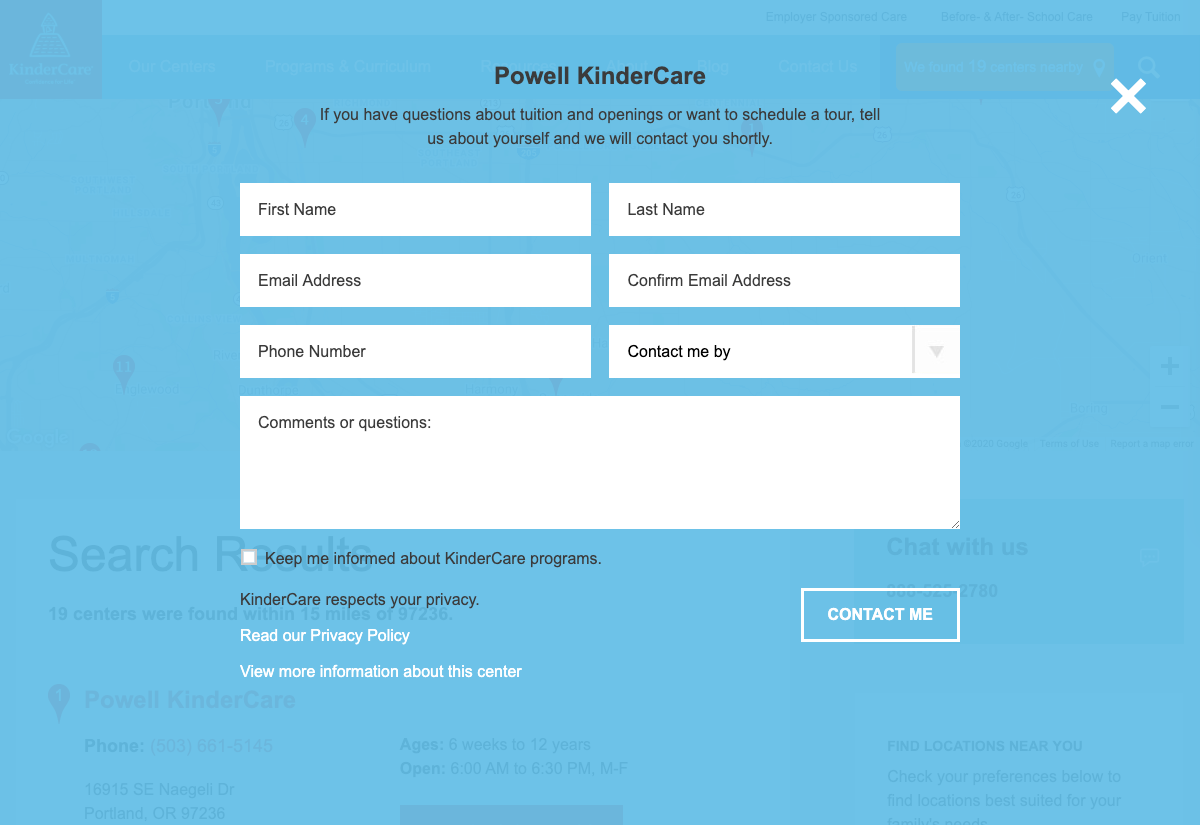 Employer Sponsored Care
Before- & After- School Care
Pay Tuition
KinderCare
Our Centers
Programs & Curriculum
Blog
Contact Us
We found 19 centers nearby
Powell KinderCare
If you have questions about tuition and openings or want to schedule a tour, tell
us about yourself and we will contact you shortly.
4
First Name
Last Name
Email Address
Confirm Email Address
Phone Number
Contact me by
11
Comments or questions:
Boring
Google
©2020 Google
Terms of Use
Report a map error
Search Results
Chat with us
Keep me informed about KinderCare programs.
888-525-2780
KinderCare respects your privacy.
19 centers were found within 15 miles of 97236.
CONTACT ME
Read our Privacy Policy
View more information about this center
1
Powell KinderCare
Phone: (503) 661-5145
Ages: 6 weeks to 12 years
Open: 6:00 AM to 6:30 PM, M-F
16915 SE Naegeli Dr
Portland, OR 97236
FIND LOCATIONS NEAR YOU
Check your preferences below to
find locations best suited for your
family's needs.